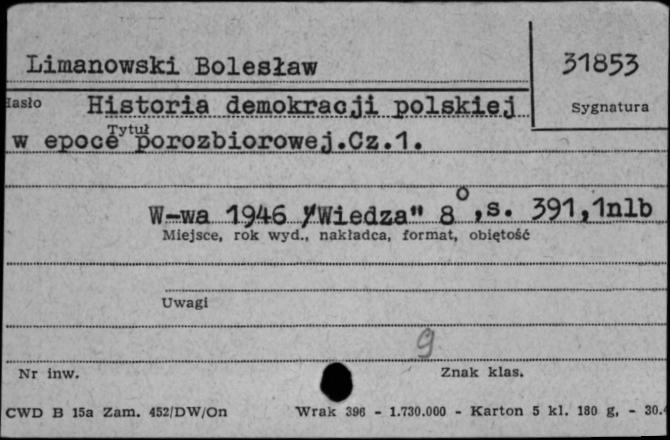 Limanowski Bolesław
31853
Hasło Historia demokracji polskiej
Sygnatura
Tytuł
w epoce porozbiorowej.Cz.1.
W-wa 1946 "Wiedza" 8°,s. 391,1nlb
Miejsce, rok wyd., nakładca, format, objętość
Uwagi
9
Nr inw.
Znak klas.
CWD B 15a Zam. 452/DW/On Wrak 396 - 1.730.000 - Karton 5 kl. 180 g, - 30.